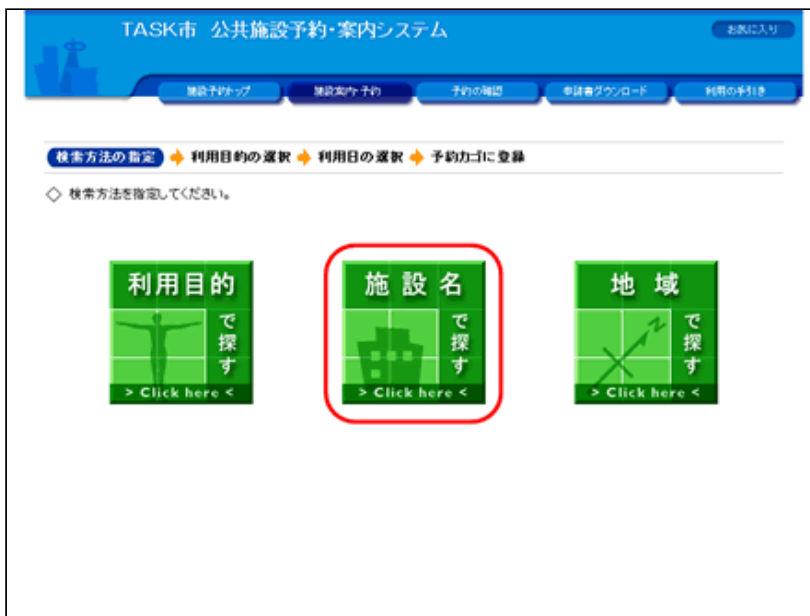 TASK市 公共施設予約・案内システム
お気に入り
施設予約トップ
施設案内・予約
予約の確認
申請書ダウンロード
利用の手引き
検索方法の指定 利用目的の選択 利用日の選択 予約カゴに登録
◇ 検索方法を指定してください。
利用目的
で探す
> Click here <
施設名
で探す
> Click here <
地域
で探す
> Click here <